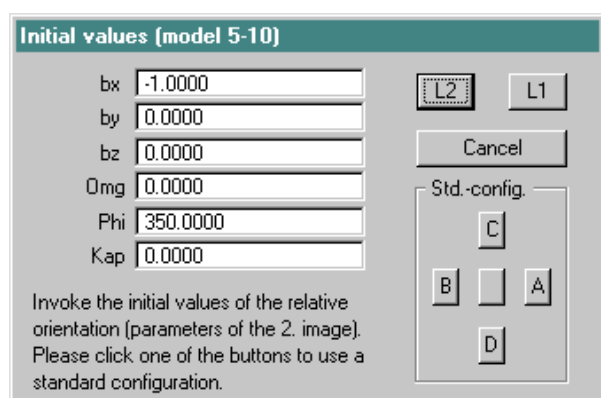 Initial values (model 5-10)
bx -1.0000
by 0.0000
bz 0.0000
Omg 0.0000
Phi 350.0000
Kap 0.0000
Invoke the initial values of the relative
orientation (parameters of the 2. image).
Please click one of the buttons to use a
standard configuration.
L2 L1
Cancel
Std.-config.
C
B A
D